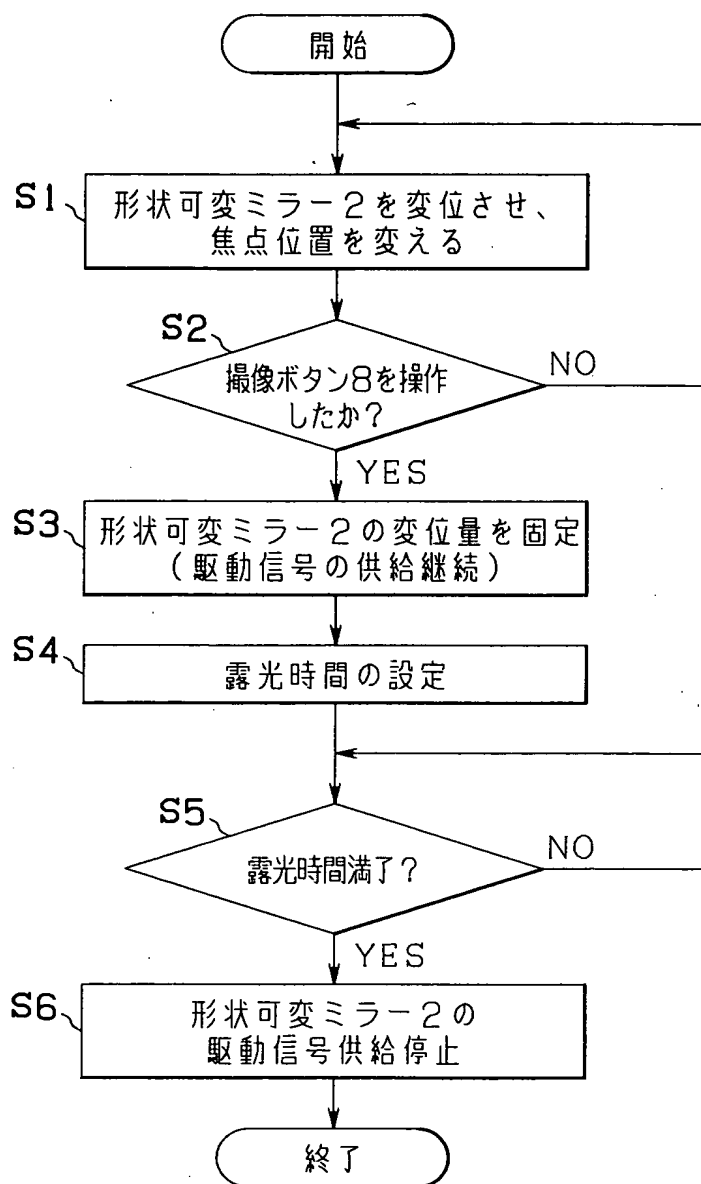 開始
S1
形状可変ミラー2を変位させ、
焦点位置を変える
S2
撮像ボタン8を操作
したか?
NO
YES
S3
形状可変ミラー2の変位量を固定
(駆動信号の供給継続)
S4
露光時間の設定
S5
露光時間満了?
NO
YES
S6
形状可変ミラー2の
駆動信号供給停止
終了